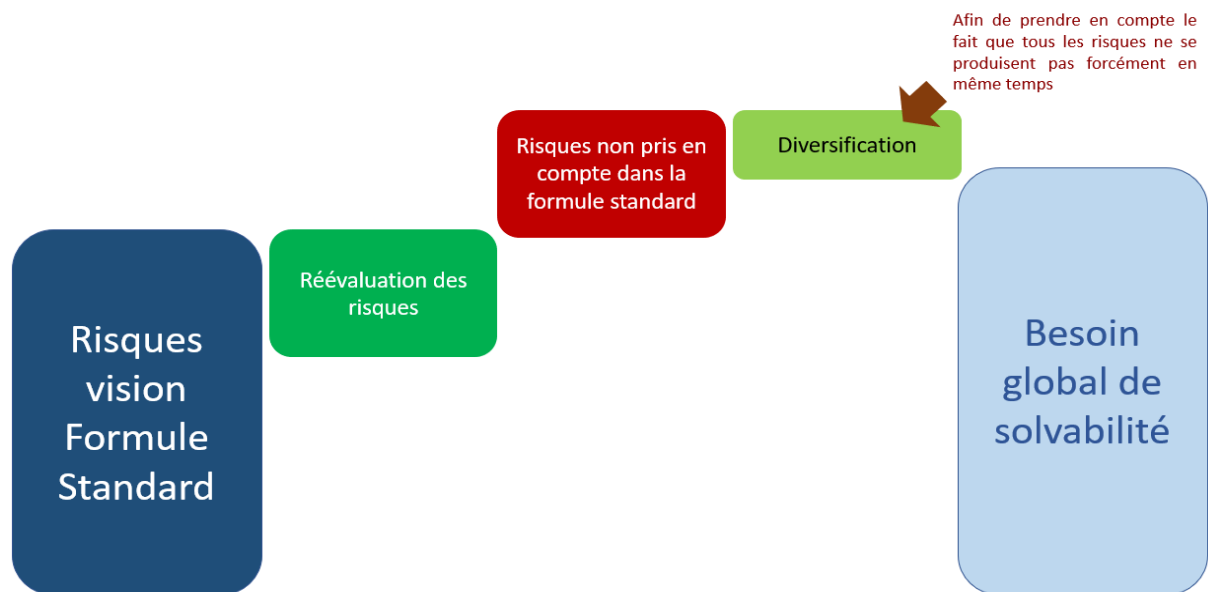 Afin de prendre en compte le
fait que tous les risques ne se
produisent pas forcément en
même temps
Risques non pris en
compte dans la
formule standard
Diversification
Réévaluation des
risques
Risques
vision
Formule
Standard
Besoin
global de
solvabilité